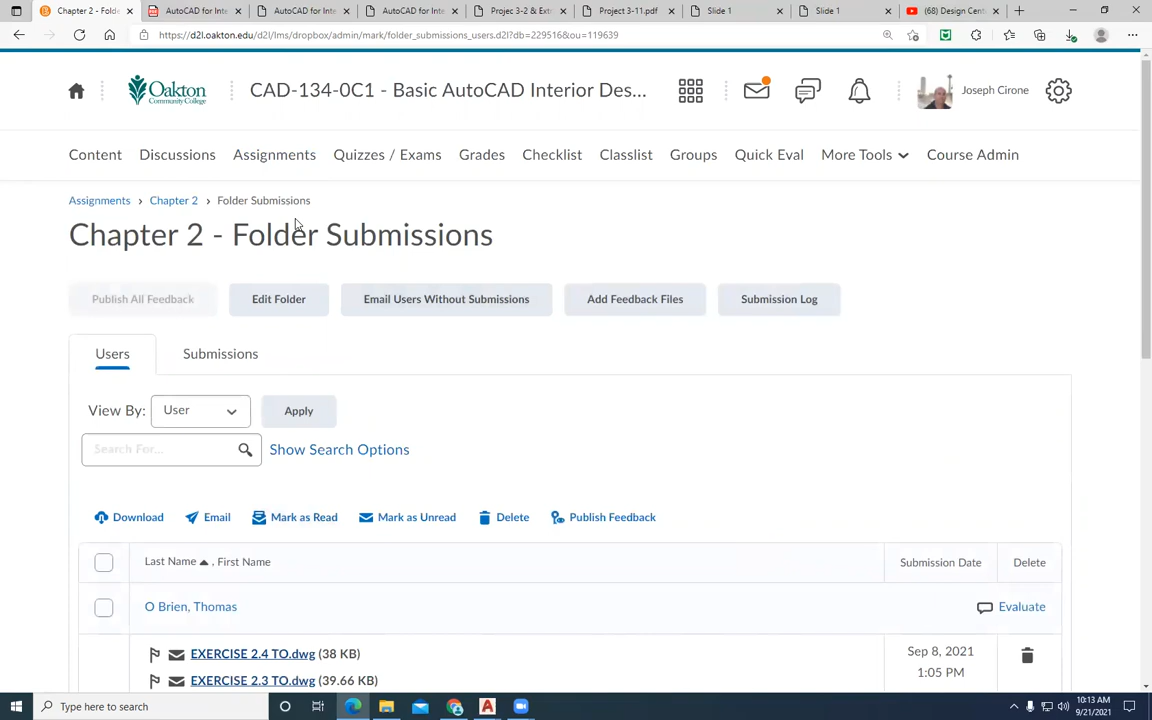 Chapter 2 - Folde
AutoCAD for Inte
AutoCAD for Inte
AutoCAD for Inte
Projec 3-2 & Ext
Project 3-11.pdf
Slide 1
Slide 1
(68) Design Cent
https://d2l.oakton.edu/d2l/lms/dropbox/admin/mark/folder_submissions_users.d2l?db=229516&ou=119639
Oakton
Community College
CAD-134-0C1 - Basic AutoCAD Interior Des...
Joseph Cirone
Content Discussions Assignments Quizzes / Exams Grades Checklist Classlist Groups Quick Eval More Tools Course Admin
Assignments › Chapter 2 › Folder Submissions
Chapter 2 - Folder Submissions
Publish All Feedback Edit Folder Email Users Without Submissions Add Feedback Files Submission Log
Users Submissions
View By: User Apply
Search For... Show Search Options
Download Email Mark as Read Mark as Unread Delete Publish Feedback
Last Name , First Name Submission Date Delete
O Brien, Thomas Evaluate
EXERCISE 2.4 TO.dwg (38 KB) Sep 8, 2021
1:05 PM
EXERCISE 2.3 TO.dwg (39.66 KB)
Type here to search
10:13 AM
9/21/2021